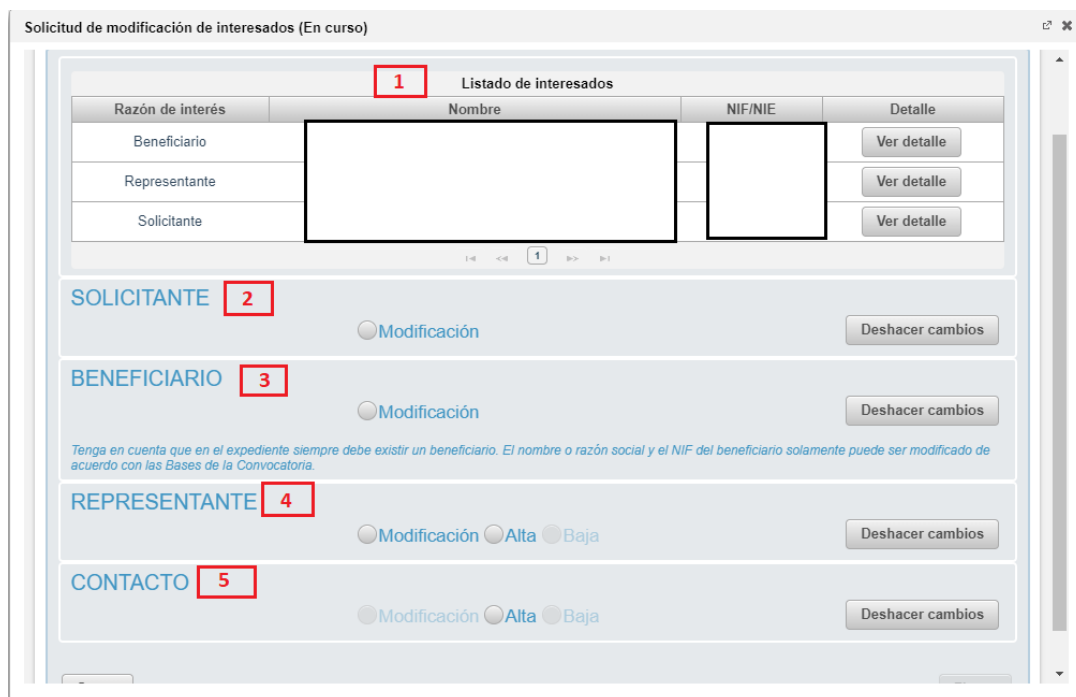 Solicitud de modificación de interesados (En curso)
1 Listado de interesados
Razón de interés Nombre NIF/NIE Detalle
Beneficiario Ver detalle
Representante Ver detalle
Solicitante Ver detalle
1
SOLICITANTE 2
Modificación Deshacer cambios
BENEFICIARIO 3
Modificación Deshacer cambios
Tenga en cuenta que en el expediente siempre debe existir un beneficiario. El nombre o razón social y el NIF del beneficiario solamente puede ser modificado de
acuerdo con las Bases de la Convocatoria.
REPRESENTANTE 4
Modificación Alta Baja Deshacer cambios
CONTACTO 5
Modificación Alta Baja Deshacer cambios